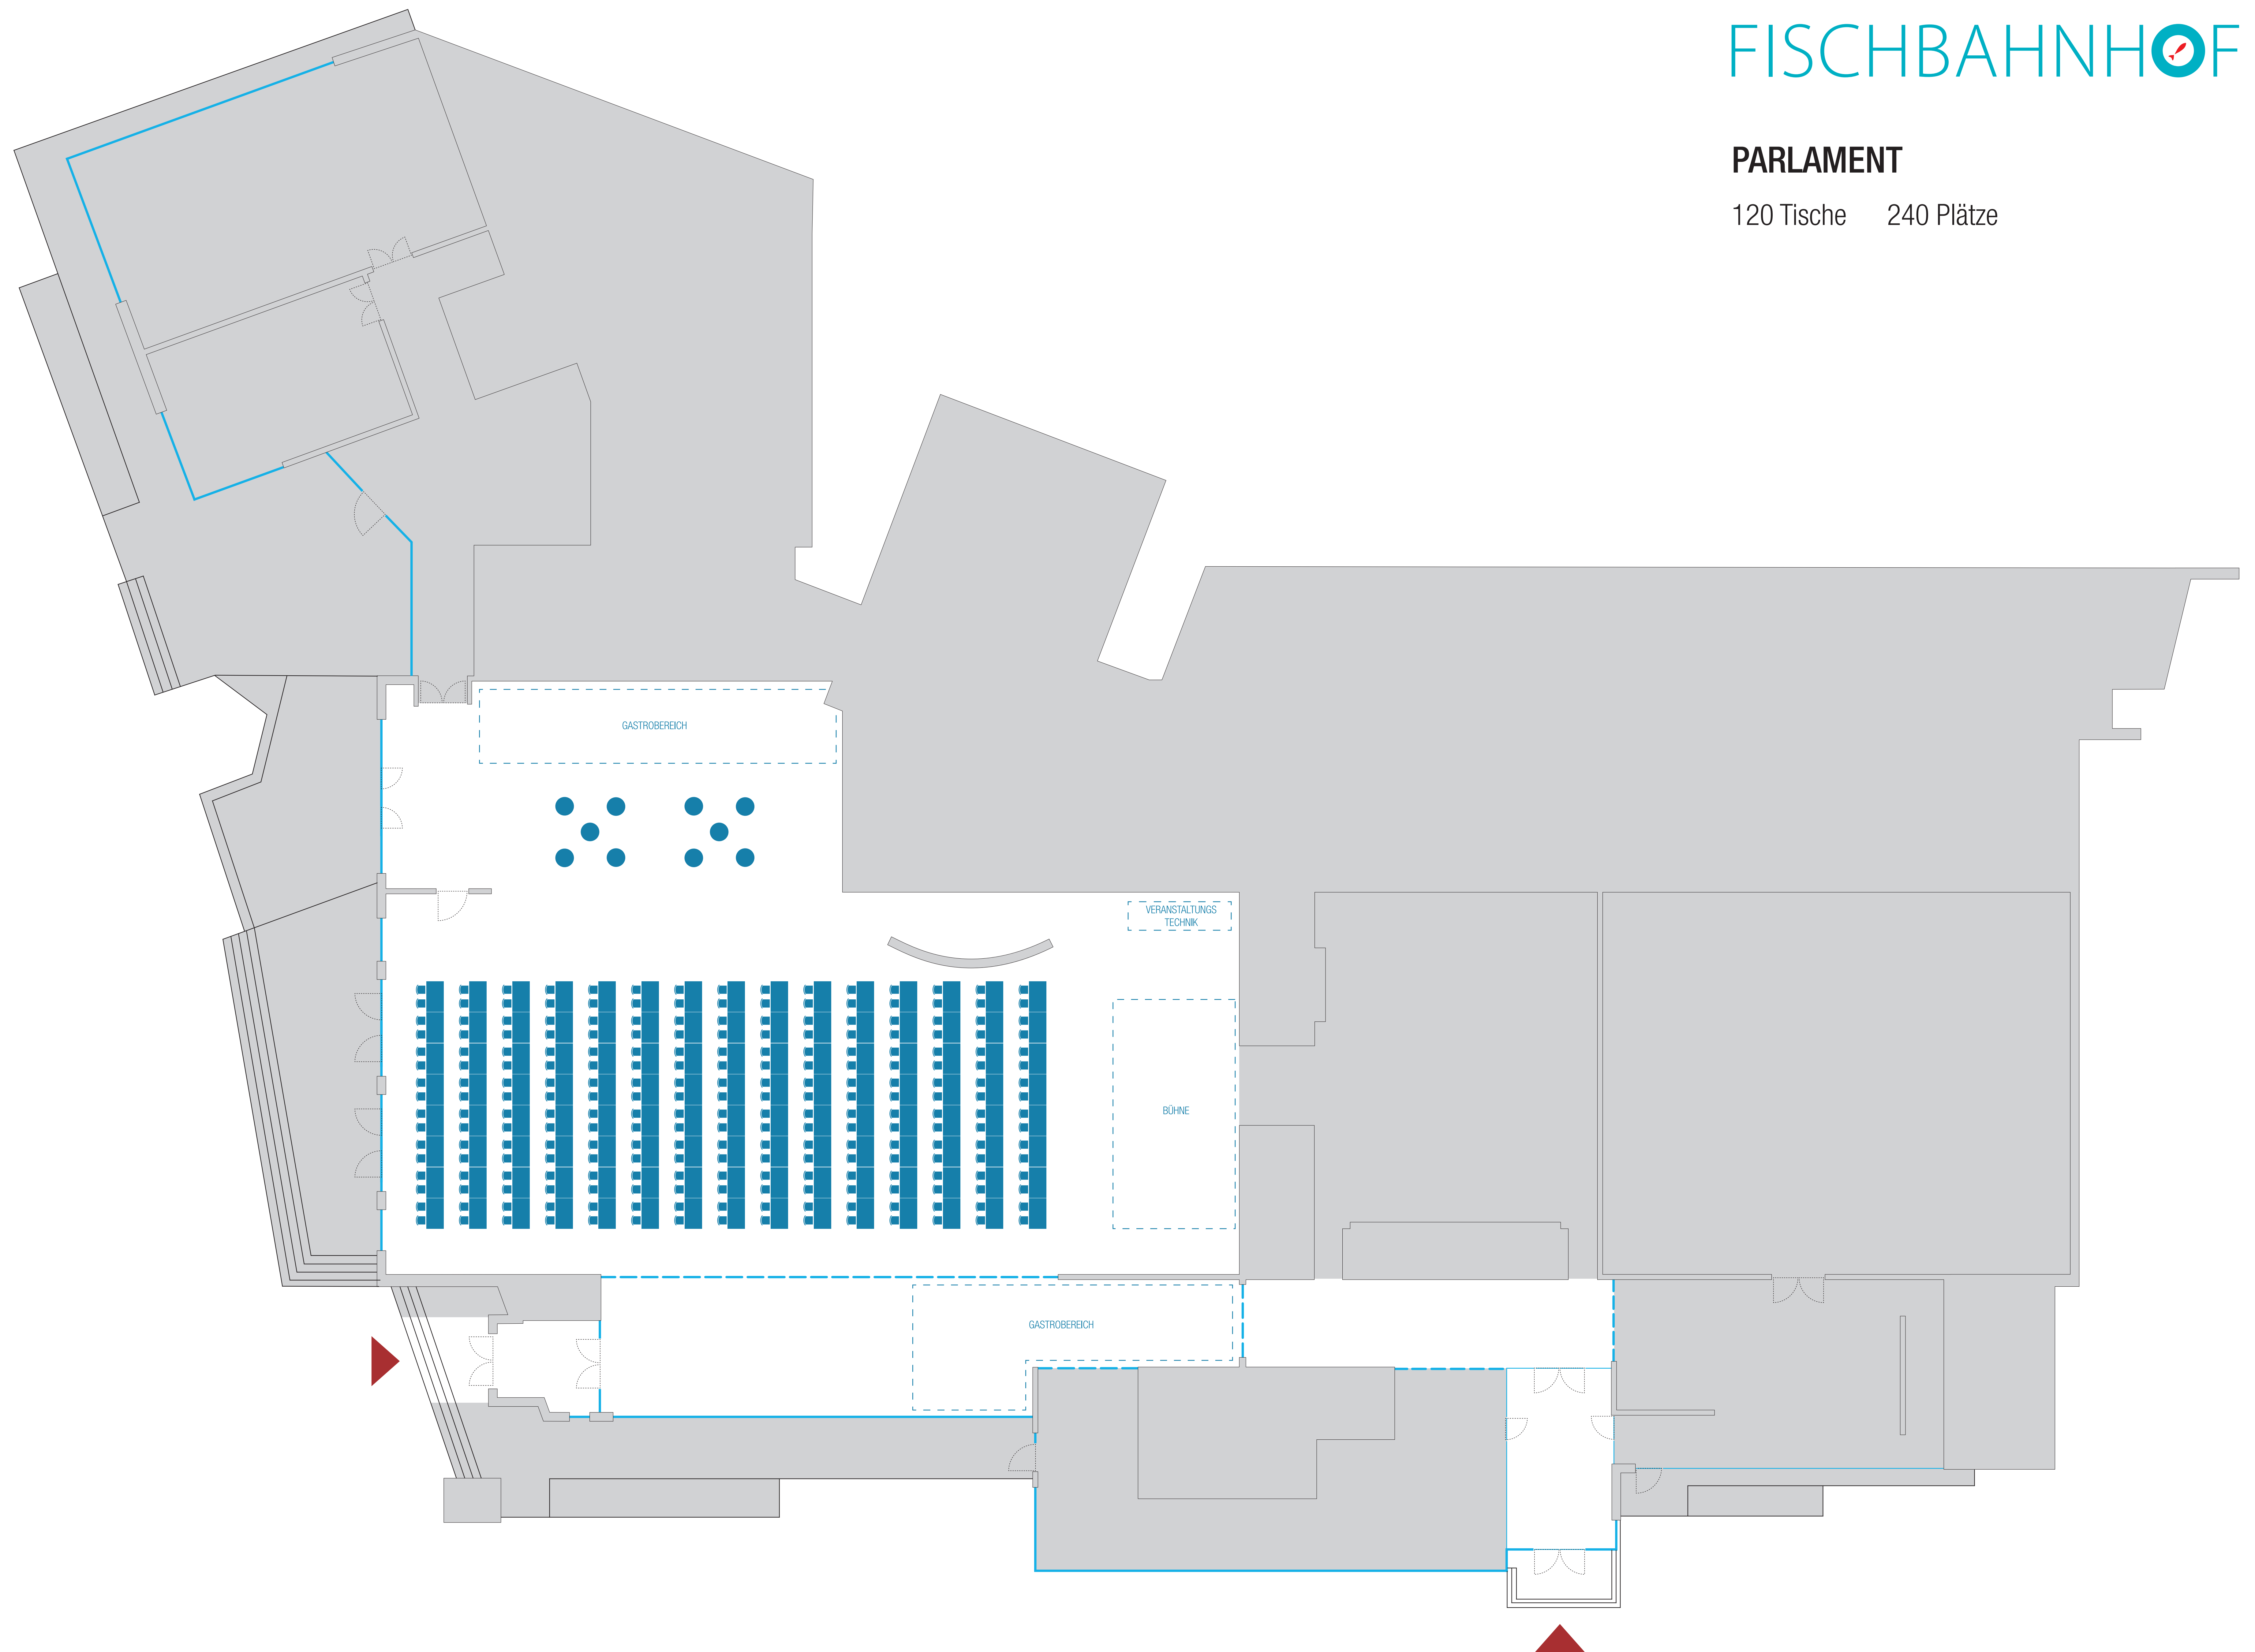 FISCHBAHNHOF
PARLAMENT
120 Tische 240 Plätze
GASTROBEREICH
VERANSTALTUNGS
TECHNIK
BÜHNE
GASTROBEREICH